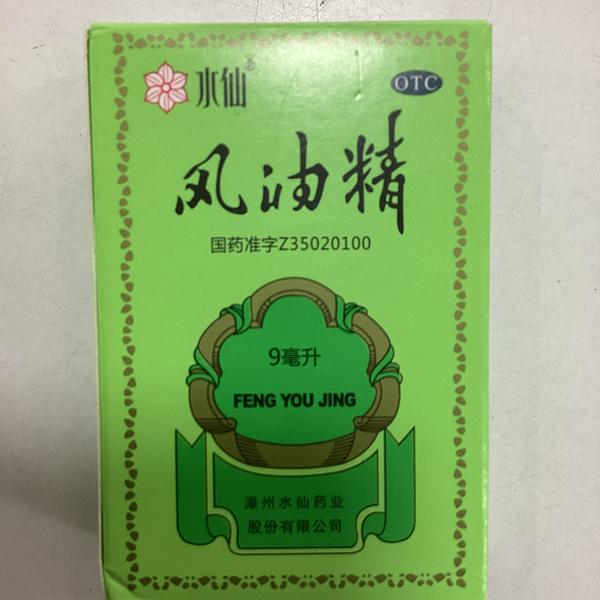 水仙®
OTC
风油精
国药准字Z35020100
9毫升
FENG YOU JING
漳州水仙药业
股份有限公司